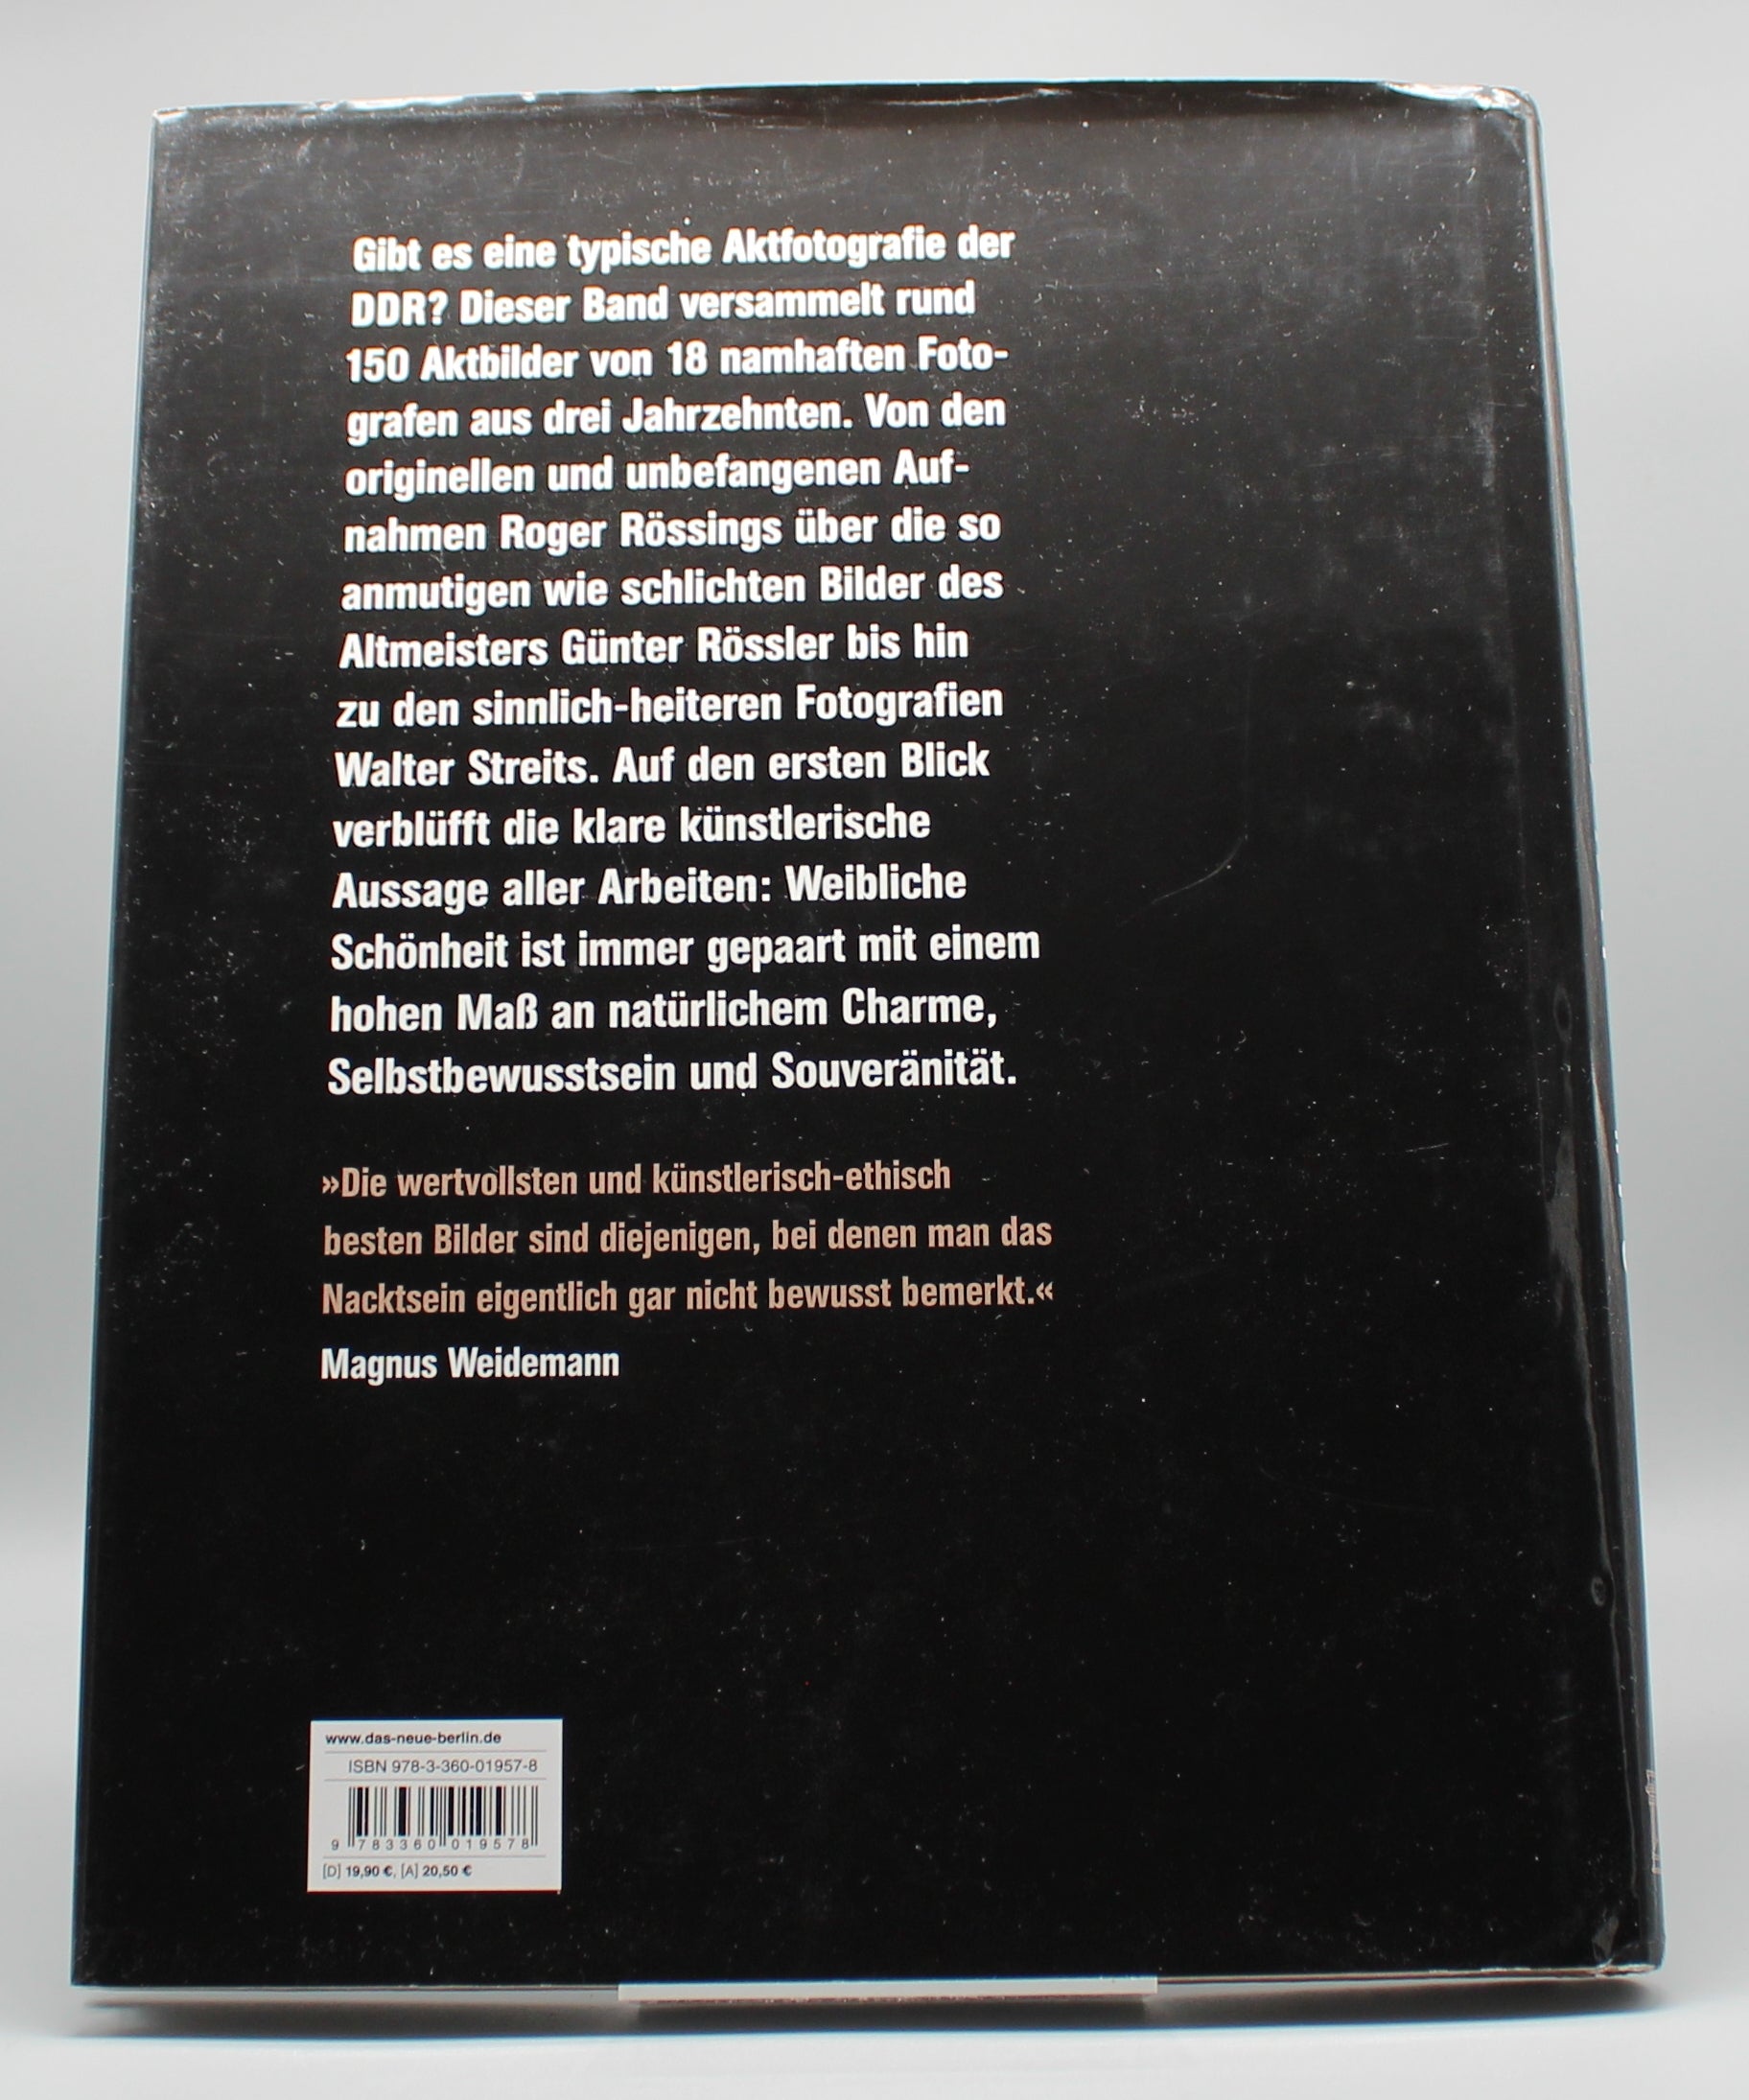 Gibt es eine typische Aktfotografie der
DDR? Dieser Band versammelt rund
150 Aktbilder von 18 namhaften Foto-
grafen aus drei Jahrzehnten. Von den
originellen und unbefangenen Auf-
nahmen Roger Rössings über die so
anmutigen wie schlichten Bilder des
Altmeisters Günter Rössler bis hin
zu den sinnlich-heiteren Fotografien
Walter Streits. Auf den ersten Blick
verblüfft die klare künstlerische
Aussage aller Arbeiten: Weibliche
Schönheit ist immer gepaart mit einem
hohen Maß an natürlichem Charme,
Selbstbewusstsein und Souveränität.
»Die wertvollsten und künstlerisch-ethisch
besten Bilder sind diejenigen, bei denen man das
Nacktsein eigentlich gar nicht bewusst bemerkt.«
Magnus Weidemann
www.das-neue-berlin.de
ISBN 978-3-360-01957-8
9 783360 019578
[D] 19,90 €, [A] 20,50 €